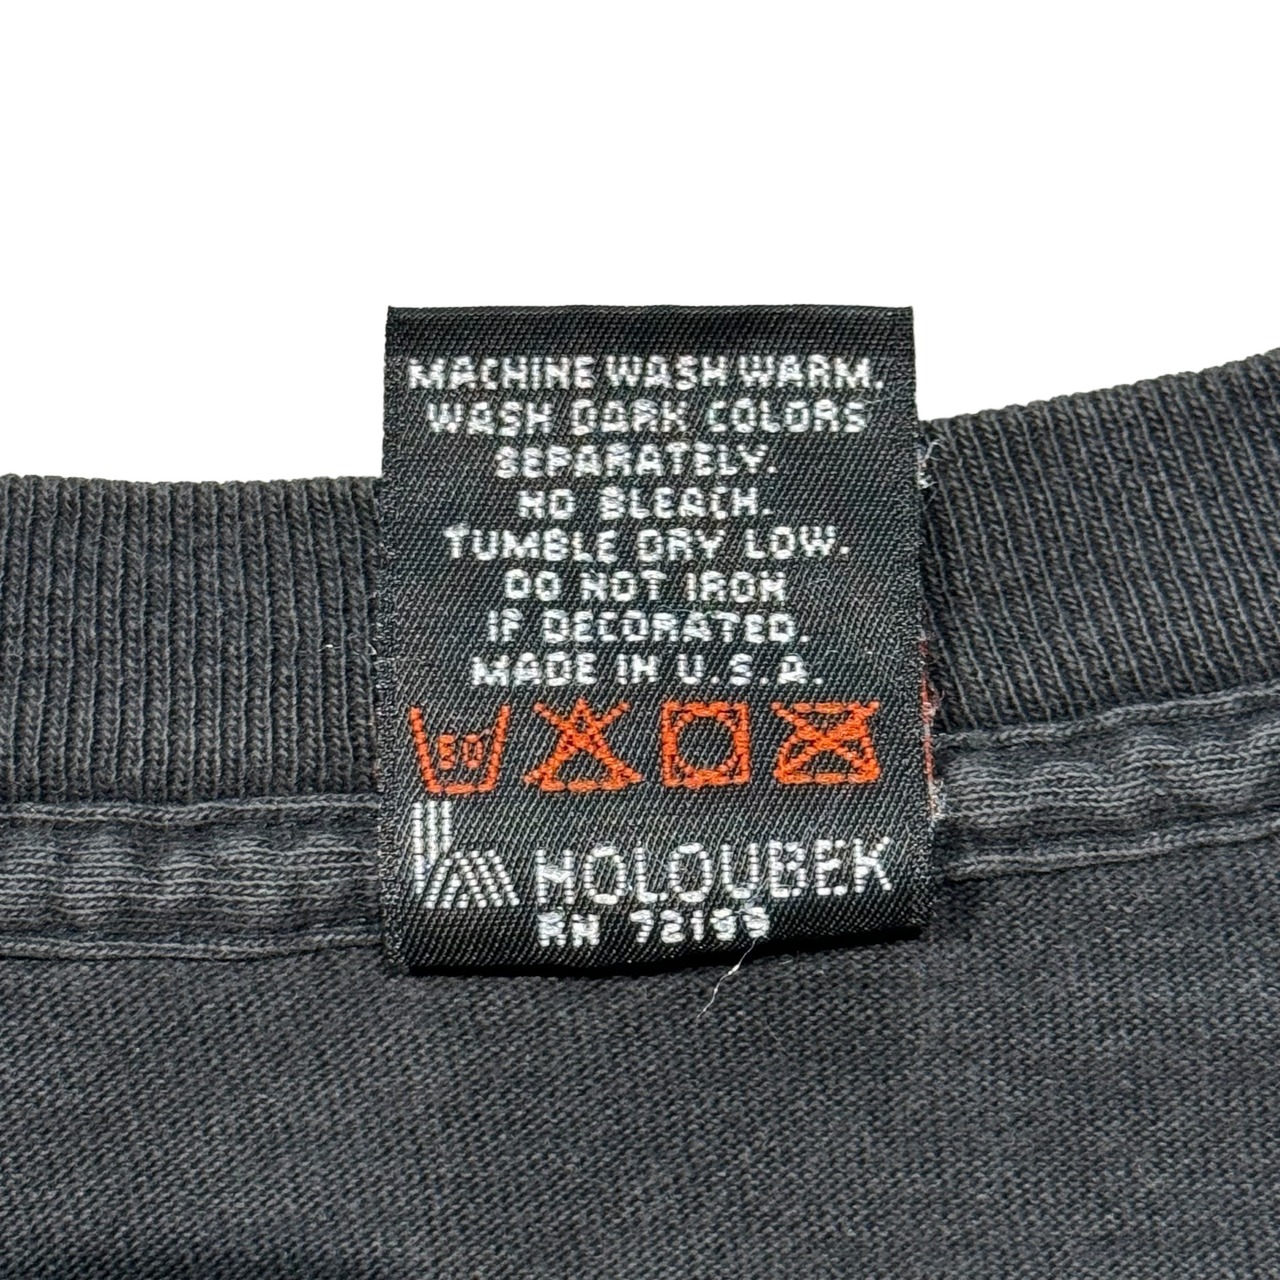 MACHINE WASH WARM.
WASH DARK COLORS
SEPARATELY.
NO BLEACH.
TUMBLE DRY LOW.
DO NOT IRON
IF DECORATED.
MADE IN U.S.A.
50
HOLOUBEK
RN 72199